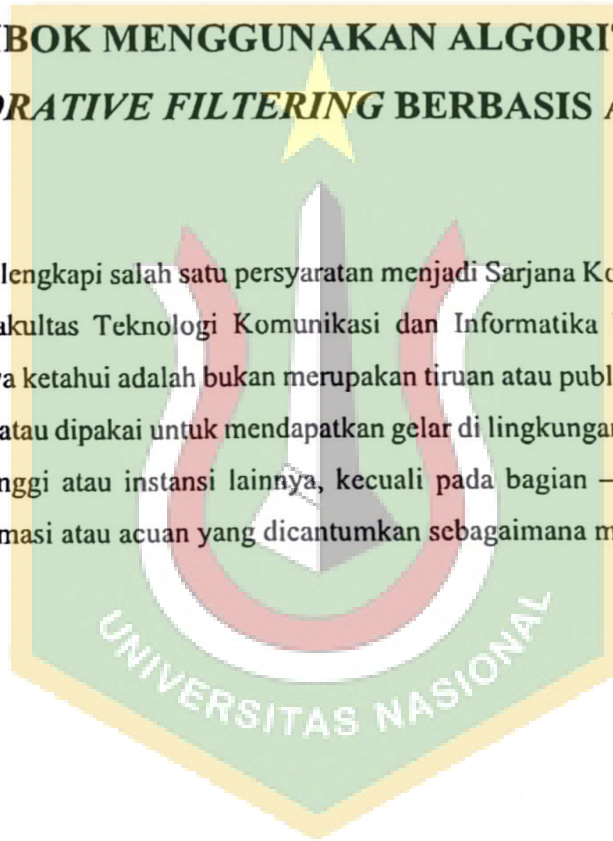 BOK MENGGUNAKAN ALGORIT
ORATIVE FILTERING BERBASIS A
lengkapi salah satu persyaratan menjadi Sarjana Ko
akultas Teknologi Komunikasi dan Informatika
a ketahui adalah bukan merupakan tiruan atau publ
atau dipakai untuk mendapatkan gelar di lingkungan
nggi atau instansi lainnya, kecuali pada bagian –
masi atau acuan yang dicantumkan sebagaimana m
UNIVERSITAS NASIONAL